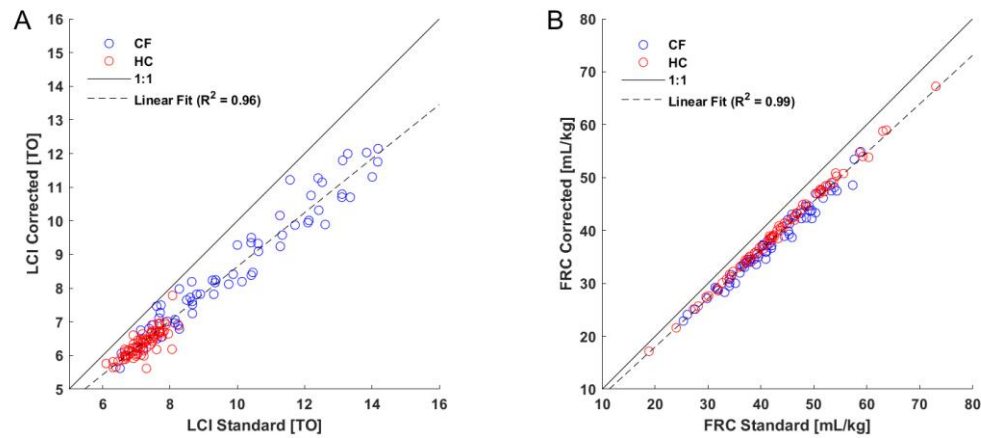 A
16
15
14
13
12
11
10
9
8
7
6
5
LCI Corrected [TO]
CF
HC
1:1
Linear Fit (R² = 0.96)
6 8 10 12 14 16
LCI Standard [TO]
B
80
70
60
50
40
30
20
10
FRC Corrected [mL/kg]
CF
HC
1:1
Linear Fit (R² = 0.99)
10 20 30 40 50 60 70 80
FRC Standard [mL/kg]